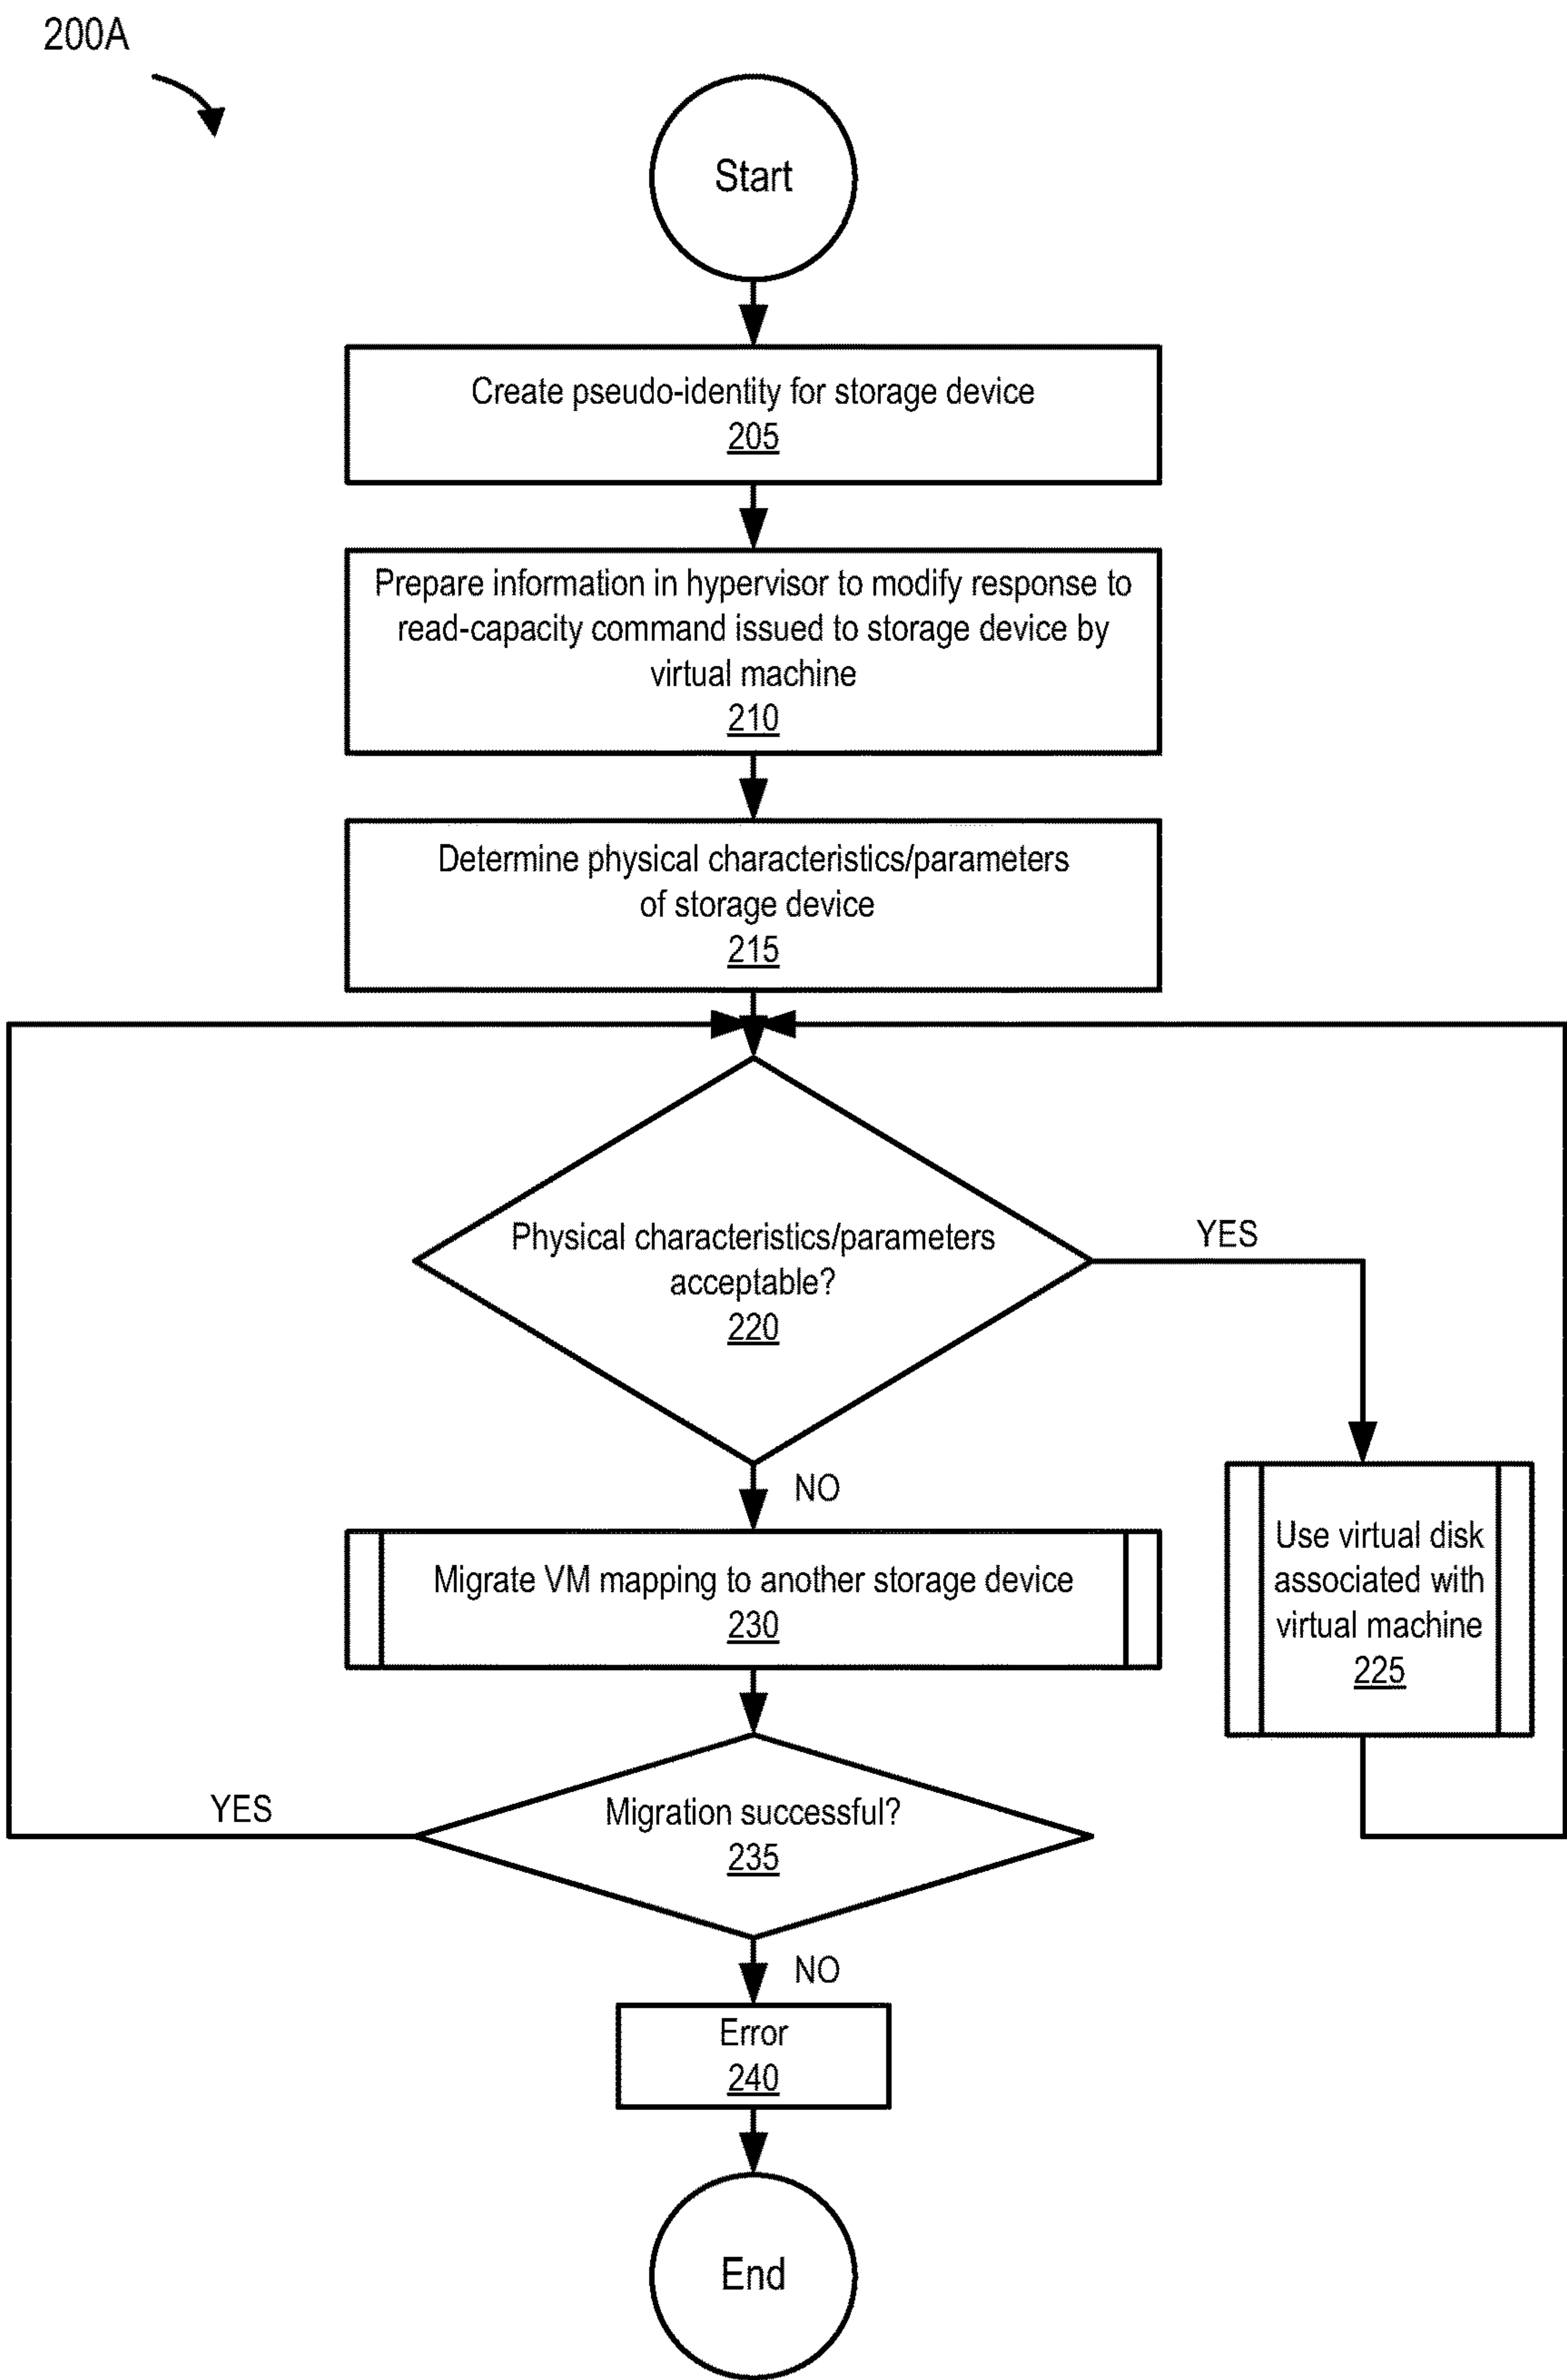 200A
Start
Create pseudo-identity for storage device
205
Prepare information in hypervisor to modify response to
read-capacity command issued to storage device by
virtual machine
210
Determine physical characteristics/parameters
of storage device
215
Physical characteristics/parameters
acceptable?
220
YES
NO
Use virtual disk
associated with
virtual machine
225
Migrate VM mapping to another storage device
230
YES
Migration successful?
235
NO
Error
240
End